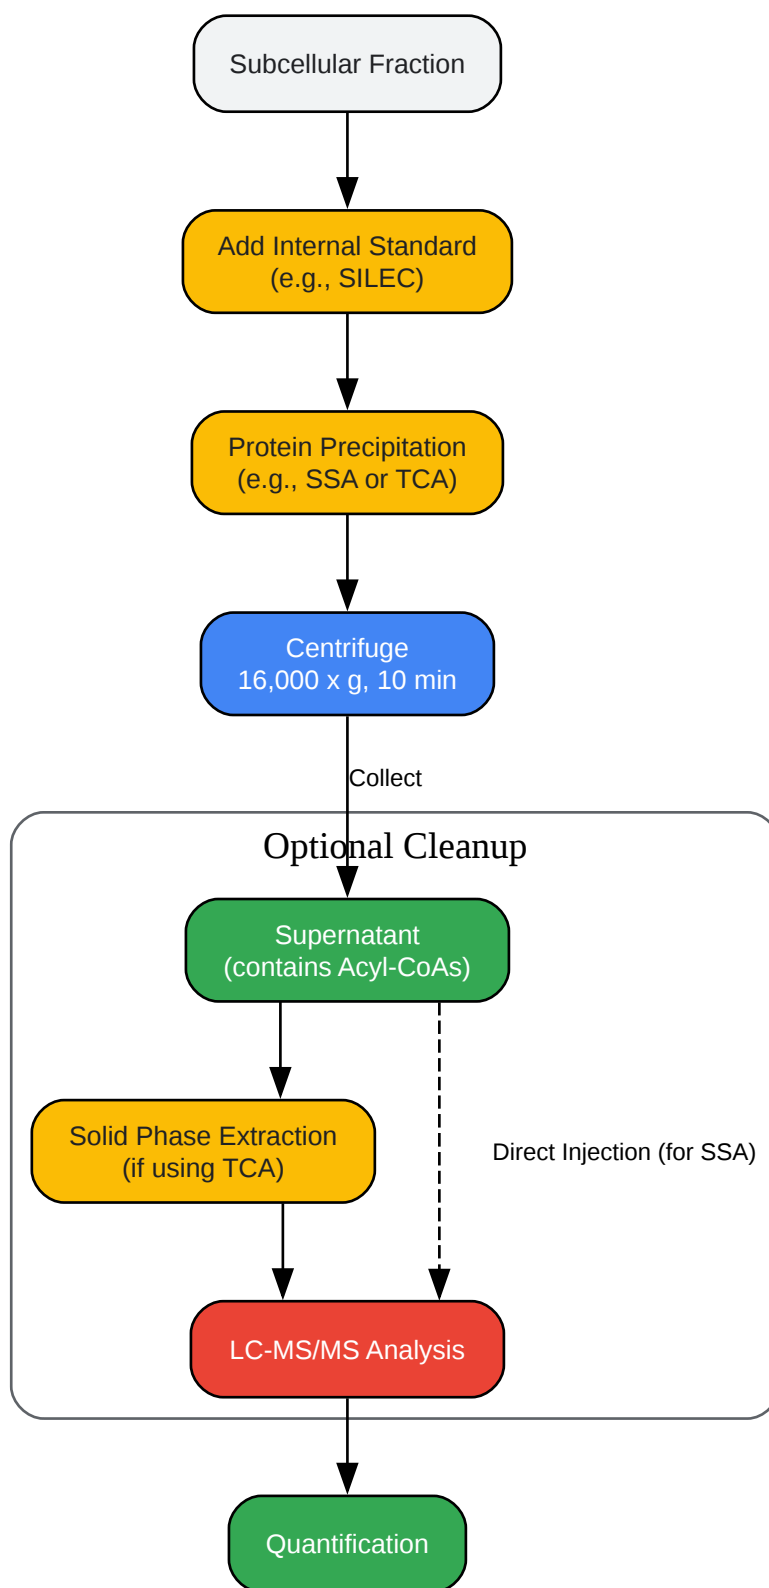 Subcellular Fraction
Add Internal Standard
(e.g., SILEC)
Protein Precipitation
(e.g., SSA or TCA)
Centrifuge
16,000 x g, 10 min
Collect
Optional Cleanup
Supernatant
(contains Acyl-CoAs)
Solid Phase Extraction
(if using TCA)
Direct Injection (for SSA)
LC-MS/MS Analysis
Quantification